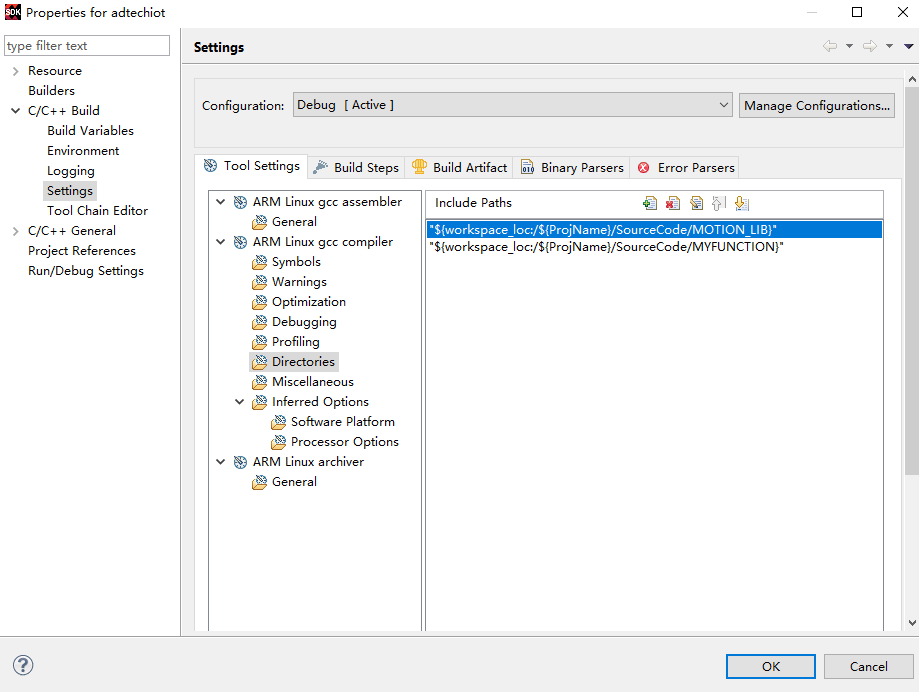 SDK Properties for adtechiot
type filter text
Resource
Builders
C/C++ Build
Build Variables
Environment
Logging
Settings
Tool Chain Editor
C/C++ General
Project References
Run/Debug Settings
Settings
Configuration: Debug [ Active ] Manage Configurations...
Tool Settings Build Steps Build Artifact Binary Parsers Error Parsers
ARM Linux gcc assembler
General
ARM Linux gcc compiler
Symbols
Warnings
Optimization
Debugging
Profiling
Directories
Miscellaneous
Inferred Options
Software Platform
Processor Options
ARM Linux archiver
General
Include Paths
"${workspace_loc:/${ProjName}/SourceCode/MOTION_LIB}"
"${workspace_loc:/${ProjName}/SourceCode/MYFUNCTION}"
OK Cancel